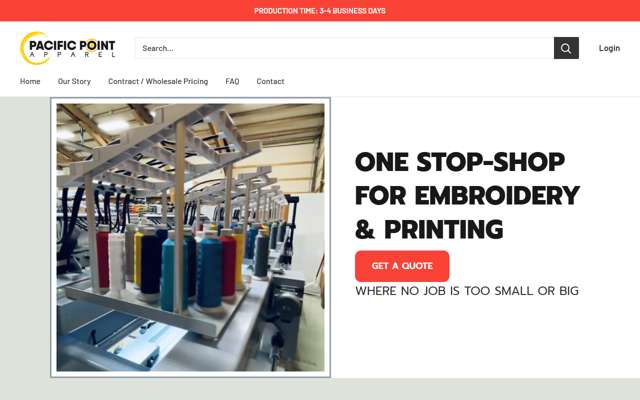 PRODUCTION TIME: 3-4 BUSINESS DAYS
PACIFIC POINT
APPAREL
Search...
Login
Home
Our Story
Contract / Wholesale Pricing
FAQ
Contact
ONE STOP-SHOP
FOR EMBROIDERY
& PRINTING
GET A QUOTE
WHERE NO JOB IS TOO SMALL OR BIG